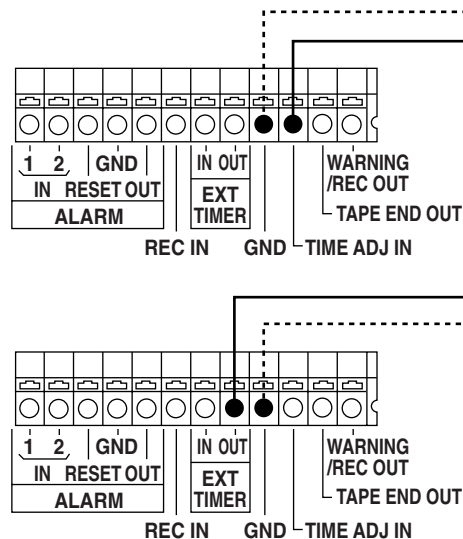 1 2 GND IN OUT WARNING
IN RESET OUT EXT /REC OUT
ALARM TIMER TAPE END OUT
REC IN GND TIME ADJ IN
1 2 GND IN OUT WARNING
IN RESET OUT EXT /REC OUT
ALARM TIMER TAPE END OUT
REC IN GND TIME ADJ IN